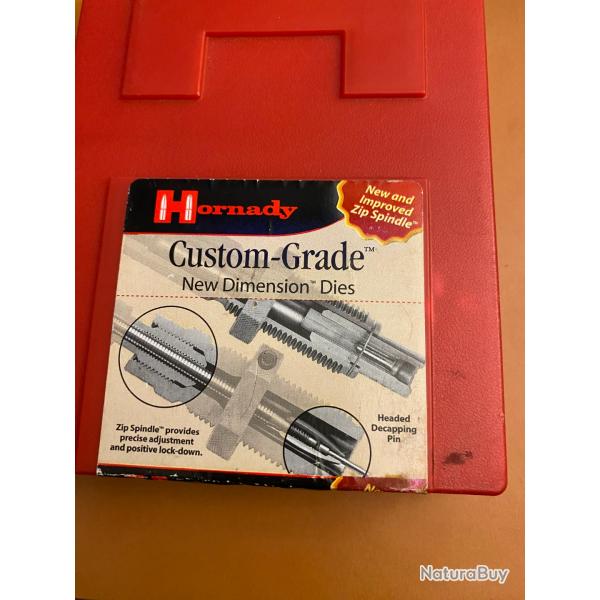 Hornady
New and
Improved
Zip Spindle™
Custom-Grade™
New Dimension™ Dies
Zip Spindle™ provides
precise adjustment
and positive lock-down.
Headed
Decapping
Pin
NaturaBuy